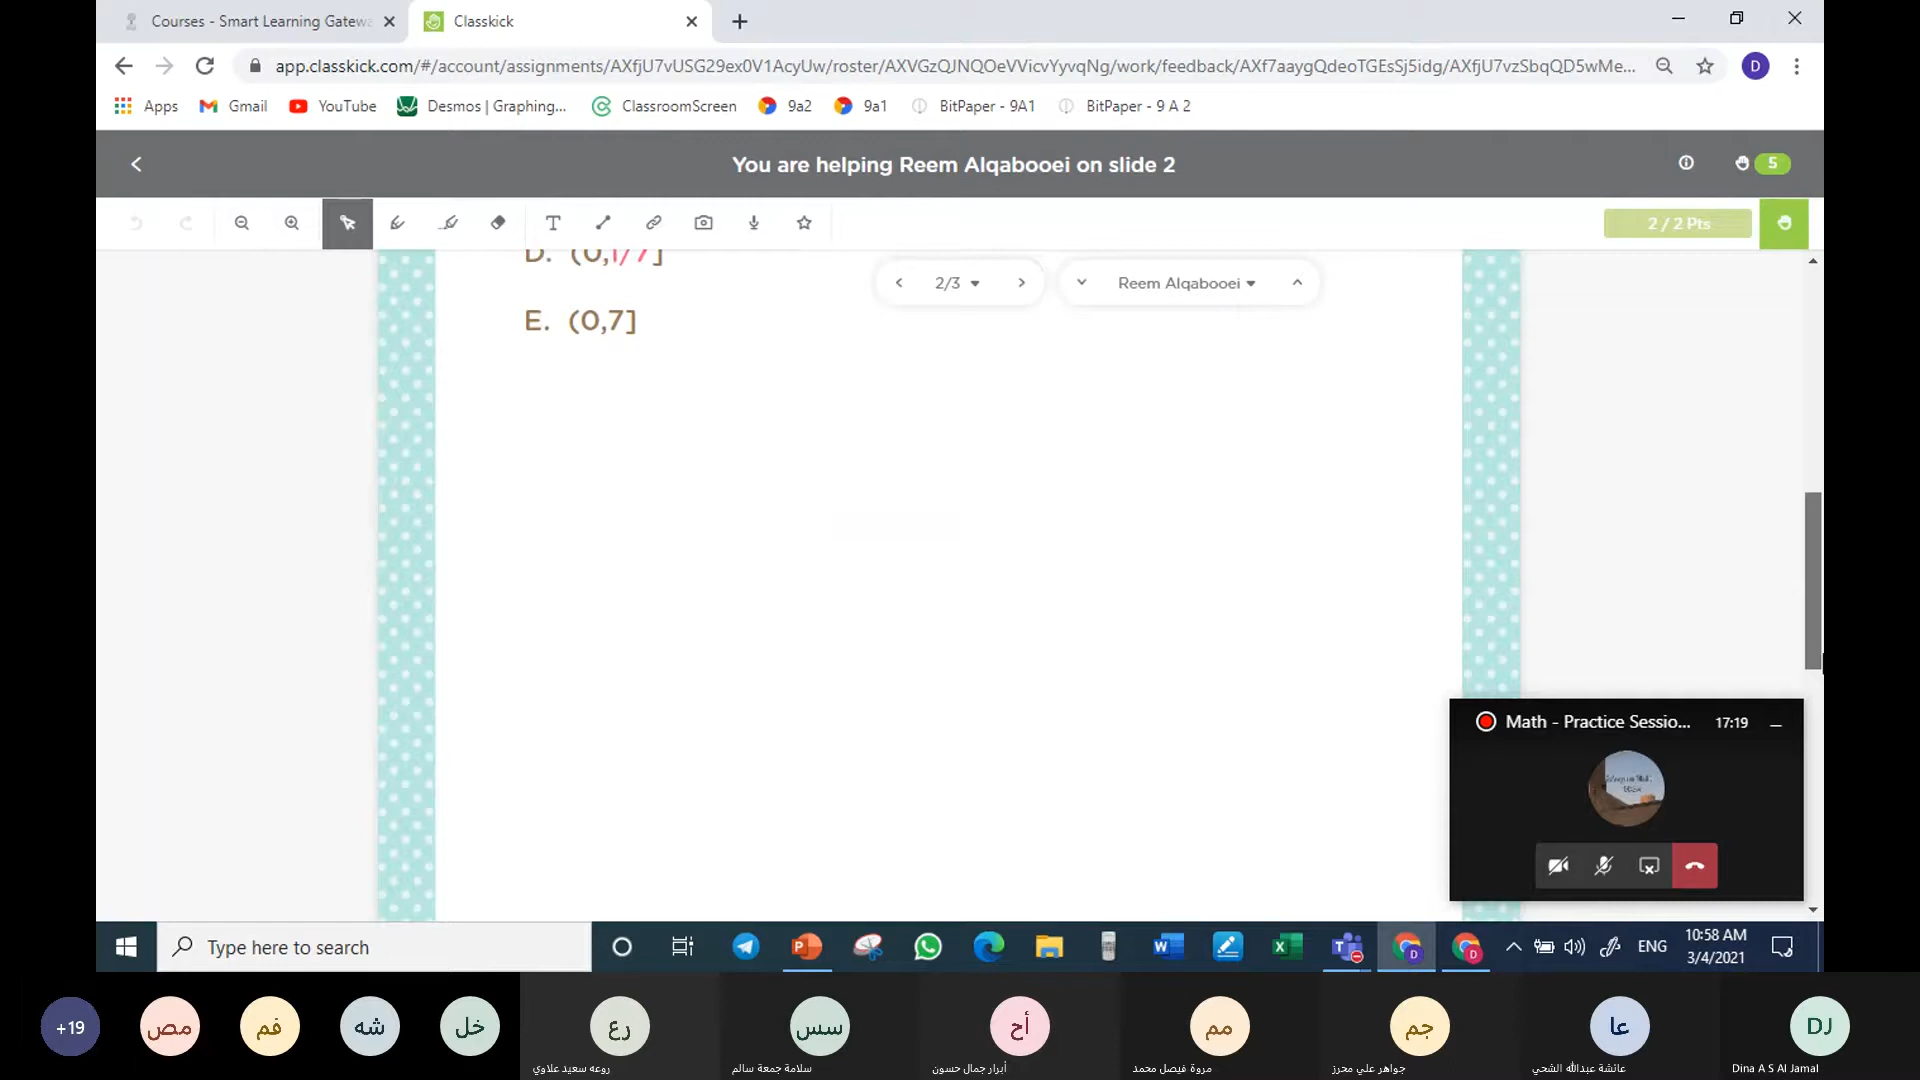 Courses - Smart Learning Gatew
Classkick
app.classkick.com/#/account/assignments/AXfjU7vUSG29ex0V1AcyUw/roster/AXVGzQJNQOeVVicvYyvqNg/work/feedback/AXf7aaygQdeoTGEsSj5idg/AXfjU7vzSbqQD5wMe...
D
Apps
Gmail
YouTube
Desmos | Graphing...
ClassroomScreen
9a2
9a1
BitPaper - 9A1
BitPaper - 9 A 2
You are helping Reem Alqabooei on slide 2
5
2 / 2 Pts
D. (0,1/7]
2/3
Reem Alqabooei
E. (0,7]
Math - Practice Sessio...
17:19
Type here to search
ENG
10:58 AM
3/4/2021
+19
مص
فم
شه
خل
رع
سس
أح
مم
جم
عا
DJ
روعه سعيد علاوي
سلامة جمعة سالم
أبرار جمال حسون
مروة فيصل محمد
جواهر علي محرز
عائشة عبدالله الشحي
Dina A S Al Jamal